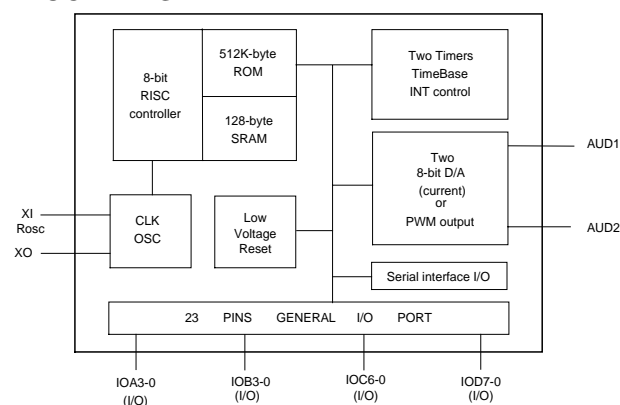 8-bit
RISC
controller
512K-byte
ROM
128-byte
SRAM
Two Timers
TimeBase
INT control
Two
8-bit D/A
(current)
or
PWM output
AUD1
AUD2
XI
Rosc
XO
CLK
OSC
Low
Voltage
Reset
Serial interface I/O
23 PINS GENERAL I/O PORT
IOA3-0
(I/O)
IOB3-0
(I/O)
IOC6-0
(I/O)
IOD7-0
(I/O)